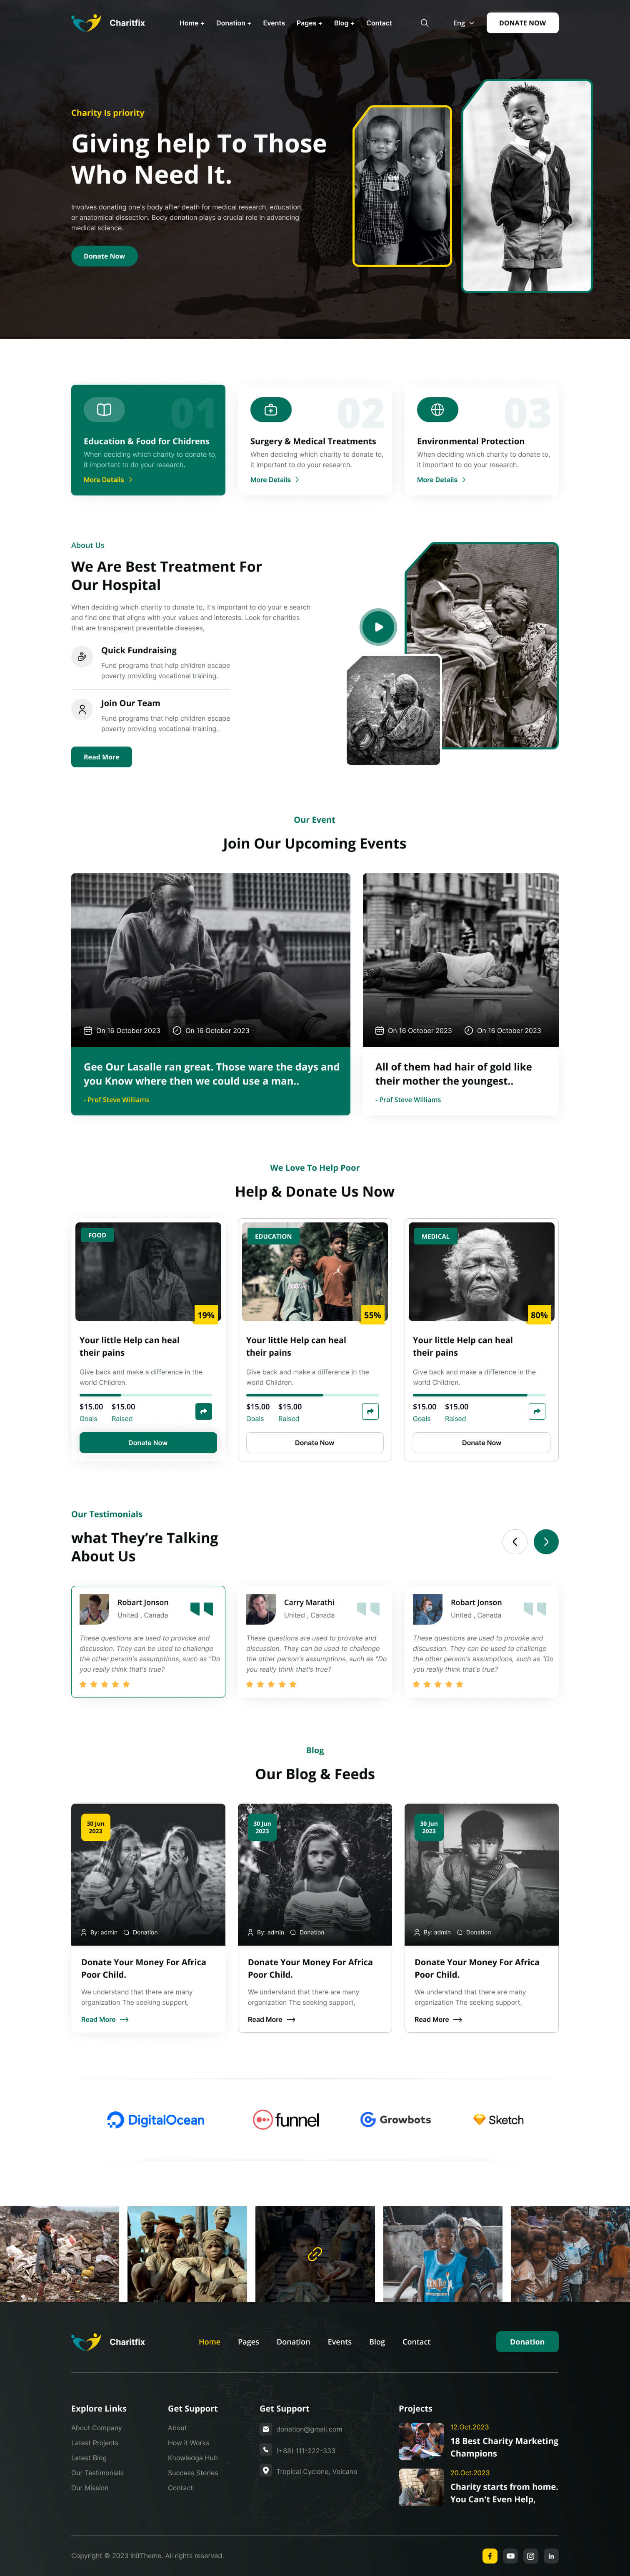 Charitfix
Home +
Donation +
Events
Pages +
Blog +
Contact
Eng
DONATE NOW
Charity Is priority
Giving help To Those
Who Need It.
Involves donating one's body after death for medical research, education,
or anatomical dissection. Body donation plays a crucial role in advancing
medical science.
Donate Now
01
Education & Food for Chidrens
When deciding which charity to donate to,
it important to do your research.
More Details
02
Surgery & Medical Treatments
When deciding which charity to donate to,
it important to do your research.
More Details
03
Environmental Protection
When deciding which charity to donate to,
it important to do your research.
More Details
About Us
We Are Best Treatment For
Our Hospital
When deciding which charity to donate to, it's important to do your e search
and find one that aligns with your values and interests. Look for charities
that are transparent preventable diseases,
Quick Fundraising
Fund programs that help children escape
poverty providing vocational training.
Join Our Team
Fund programs that help children escape
poverty providing vocational training.
Read More
Our Event
Join Our Upcoming Events
On 16 October 2023
On 16 October 2023
Gee Our Lasalle ran great. Those ware the days and
you Know where then we could use a man..
- Prof Steve Williams
On 16 October 2023
On 16 October 2023
All of them had hair of gold like
their mother the youngest..
- Prof Steve Williams
We Love To Help Poor
Help & Donate Us Now
FOOD
19%
Your little Help can heal
their pains
Give back and make a difference in the
world Children.
$15.00
$15.00
Goals
Raised
Donate Now
EDUCATION
55%
Your little Help can heal
their pains
Give back and make a difference in the
world Children.
$15.00
$15.00
Goals
Raised
Donate Now
MEDICAL
80%
Your little Help can heal
their pains
Give back and make a difference in the
world Children.
$15.00
$15.00
Goals
Raised
Donate Now
Our Testimonials
what They're Talking
About Us
Robart Jonson
United , Canada
These questions are used to provoke and
discussion. They can be used to challenge
the other person's assumptions, such as "Do
you really think that's true?
Carry Marathi
United , Canada
These questions are used to provoke and
discussion. They can be used to challenge
the other person's assumptions, such as "Do
you really think that's true?
Robart Jonson
United , Canada
These questions are used to provoke and
discussion. They can be used to challenge
the other person's assumptions, such as "Do
you really think that's true?
Blog
Our Blog & Feeds
30 Jun
2023
By: admin
Donation
Donate Your Money For Africa
Poor Child.
We understand that there are many
organization The seeking support,
Read More
30 Jun
2023
By: admin
Donation
Donate Your Money For Africa
Poor Child.
We understand that there are many
organization The seeking support,
Read More
30 Jun
2023
By: admin
Donation
Donate Your Money For Africa
Poor Child.
We understand that there are many
organization The seeking support,
Read More
DigitalOcean
funnel
Growbots
Sketch
Charitfix
Home
Pages
Donation
Events
Blog
Contact
Donation
Explore Links
About Company
Latest Projects
Latest Blog
Our Testimonials
Our Mission
Get Support
About
How it Works
Knowledge Hub
Success Stories
Contact
Get Support
donation@gmail.com
(+88) 111-222-333
Tropical Cyclone, Volcano
Projects
12.Oct.2023
18 Best Charity Marketing
Champions
20.Oct.2023
Charity starts from home.
You Can't Even Help,
Copyright © 2023 initTheme. All rights reserved.